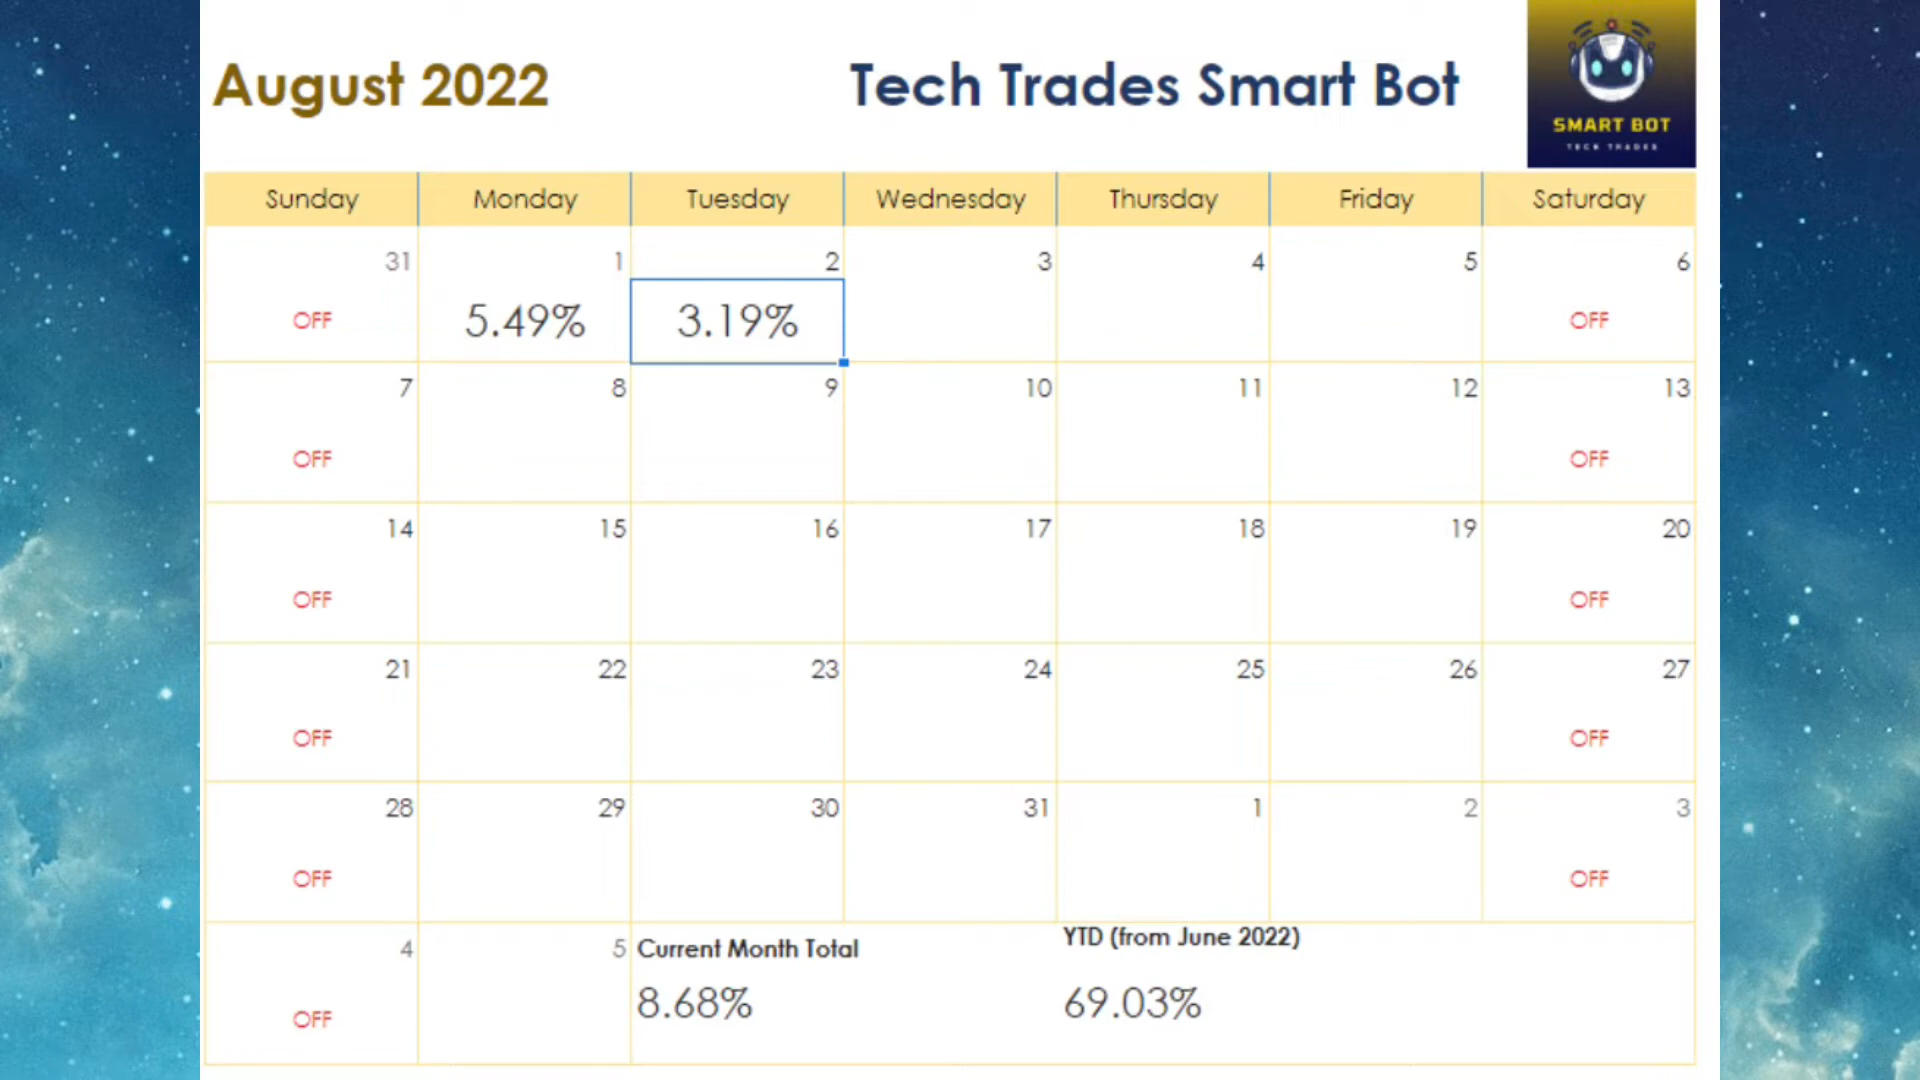 August 2022
Tech Trades Smart Bot
SMART BOT
TECH TRADES
Sunday Monday Tuesday Wednesday Thursday Friday Saturday
31 1 2 3 4 5 6
OFF 5.49% 3.19% OFF
7 8 9 10 11 12 13
OFF OFF
14 15 16 17 18 19 20
OFF OFF
21 22 23 24 25 26 27
OFF OFF
28 29 30 31 1 2 3
OFF OFF
4 5 Current Month Total YTD (from June 2022)
OFF 8.68% 69.03%